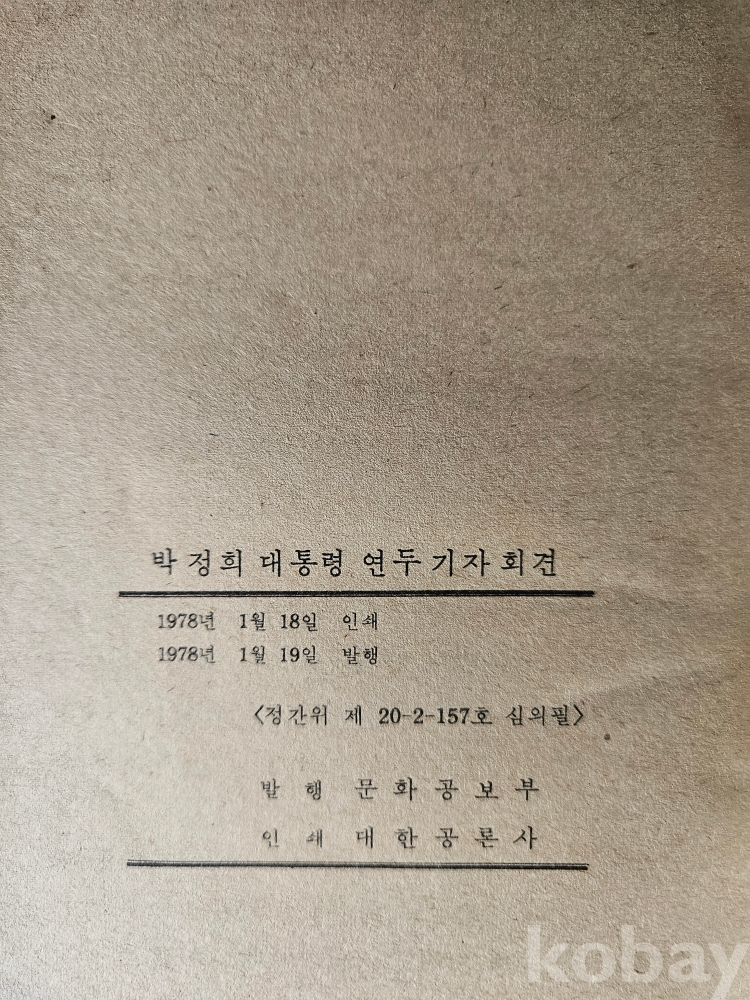 박정희 대통령 연두기자회견
1978년 1월 18일 인쇄
1978년 1월 19일 발행
<정간위 제 20-2-157호 심의필>
발행 문화공보부
인쇄 대한공론사
kobay